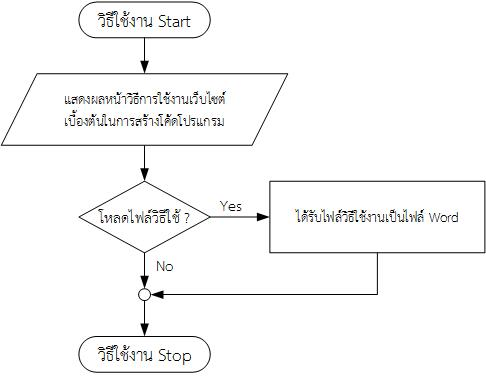 วิธีใช้งาน Start
แสดงผลหน้าวิธีการใช้งานเว็บไซต์
เบื้องต้นในการสร้างโค้ดโปรแกรม
โหลดไฟล์วิธีใช้ ?
Yes
ได้รับไฟล์วิธีใช้งานเป็นไฟล์ Word
No
วิธีใช้งาน Stop